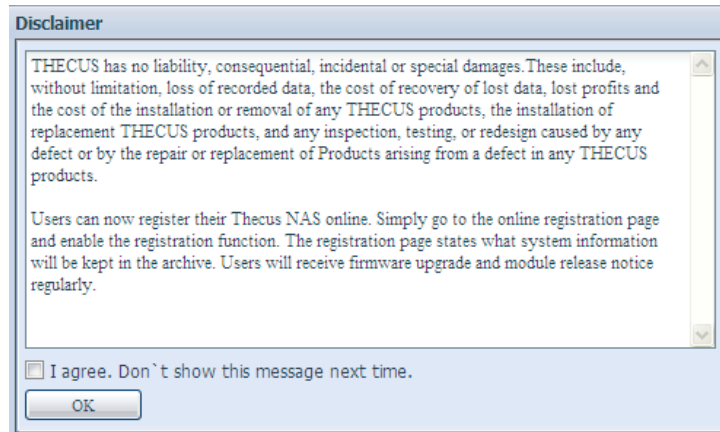 Disclaimer
THECUS has no liability, consequential, incidental or special damages.These include,
without limitation, loss of recorded data, the cost of recovery of lost data, lost profits and
the cost of the installation or removal of any THECUS products, the installation of
replacement THECUS products, and any inspection, testing, or redesign caused by any
defect or by the repair or replacement of Products arising from a defect in any THECUS
products.
Users can now register their Thecus NAS online. Simply go to the online registration page
and enable the registration function. The registration page states what system information
will be kept in the archive. Users will receive firmware upgrade and module release notice
regularly.
I agree. Don`t show this message next time.
OK